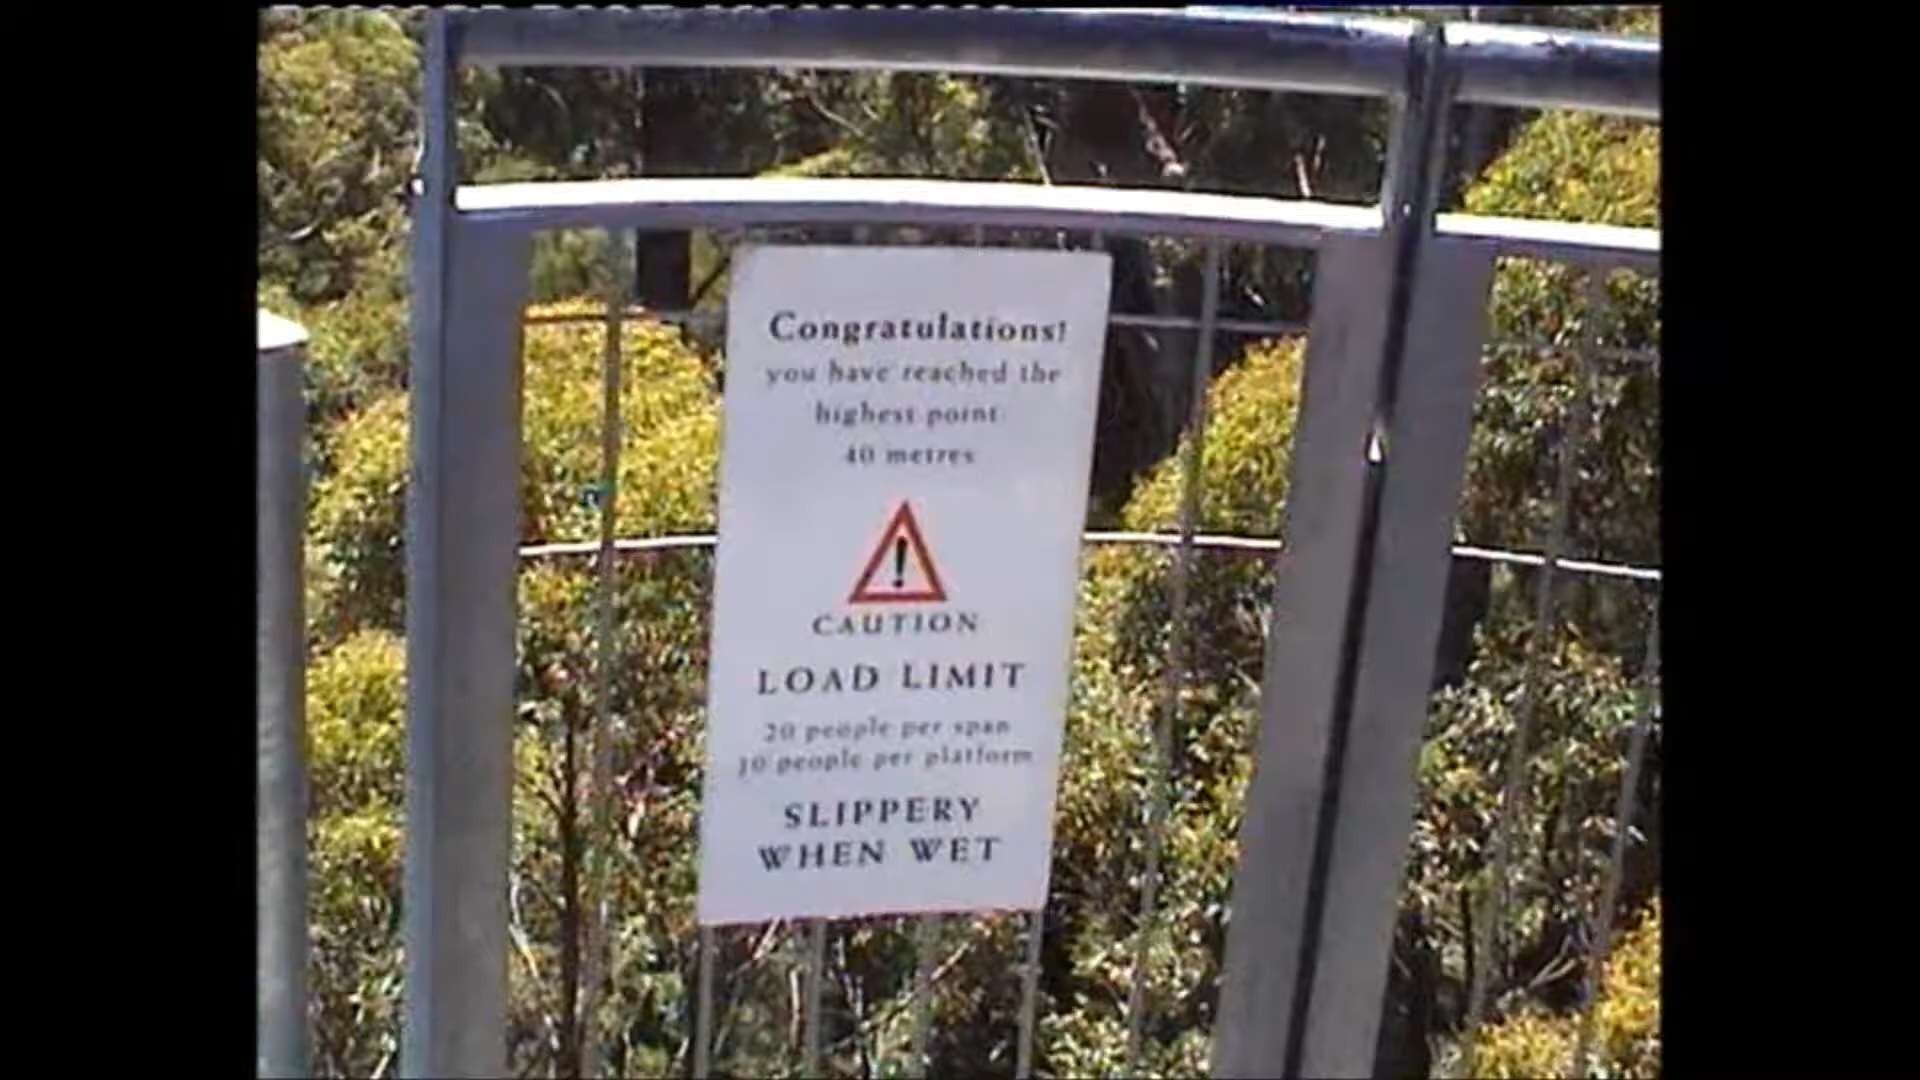 Congratulations!
you have reached the
highest point
40 metres
!
CAUTION
LOAD LIMIT
20 people per span
10 people per platform
SLIPPERY
WHEN WET